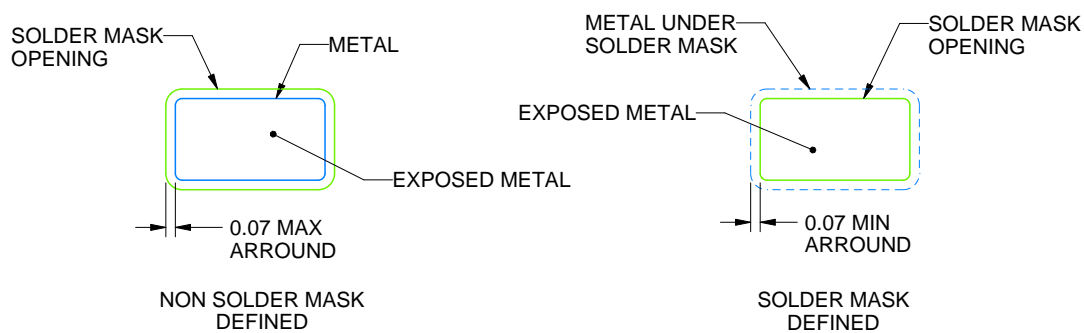 SOLDER MASK
OPENING
METAL
EXPOSED METAL
0.07 MAX
ARROUND
NON SOLDER MASK
DEFINED
METAL UNDER
SOLDER MASK
SOLDER MASK
OPENING
EXPOSED METAL
0.07 MIN
ARROUND
SOLDER MASK
DEFINED